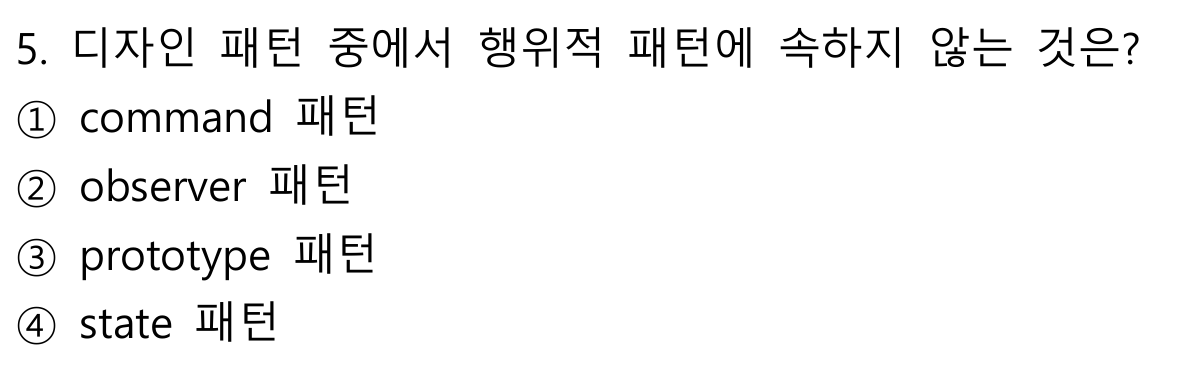 5. 디자인 패턴 중에서 행위적 패턴에 속하지 않는 것은?
① command 패턴
② observer 패턴
③ prototype 패턴
④ state 패턴